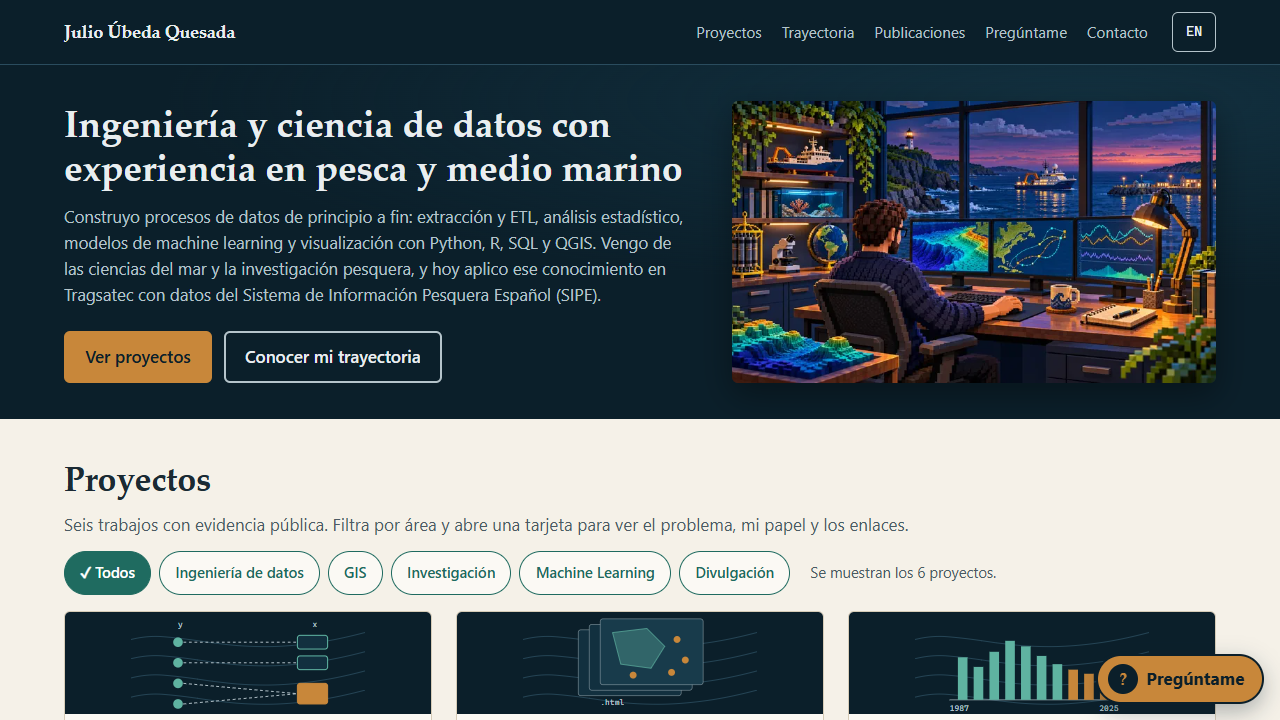 Julio Úbeda Quesada
Proyectos
Trayectoria
Publicaciones
Pregúntame
Contacto
EN
Ingeniería y ciencia de datos con
experiencia en pesca y medio marino
Construyo procesos de datos de principio a fin: extracción y ETL, análisis estadístico,
modelos de machine learning y visualización con Python, R, SQL y QGIS. Vengo de
las ciencias del mar y la investigación pesquera, y hoy aplico ese conocimiento en
Tragsatec con datos del Sistema de Información Pesquera Español (SIPE).
Ver proyectos
Conocer mi trayectoria
Proyectos
Seis trabajos con evidencia pública. Filtra por área y abre una tarjeta para ver el problema, mi papel y los enlaces.
✓ Todos
Ingeniería de datos
GIS
Investigación
Machine Learning
Divulgación
Se muestran los 6 proyectos.
y
x
.html
1987
2025
? Pregúntame